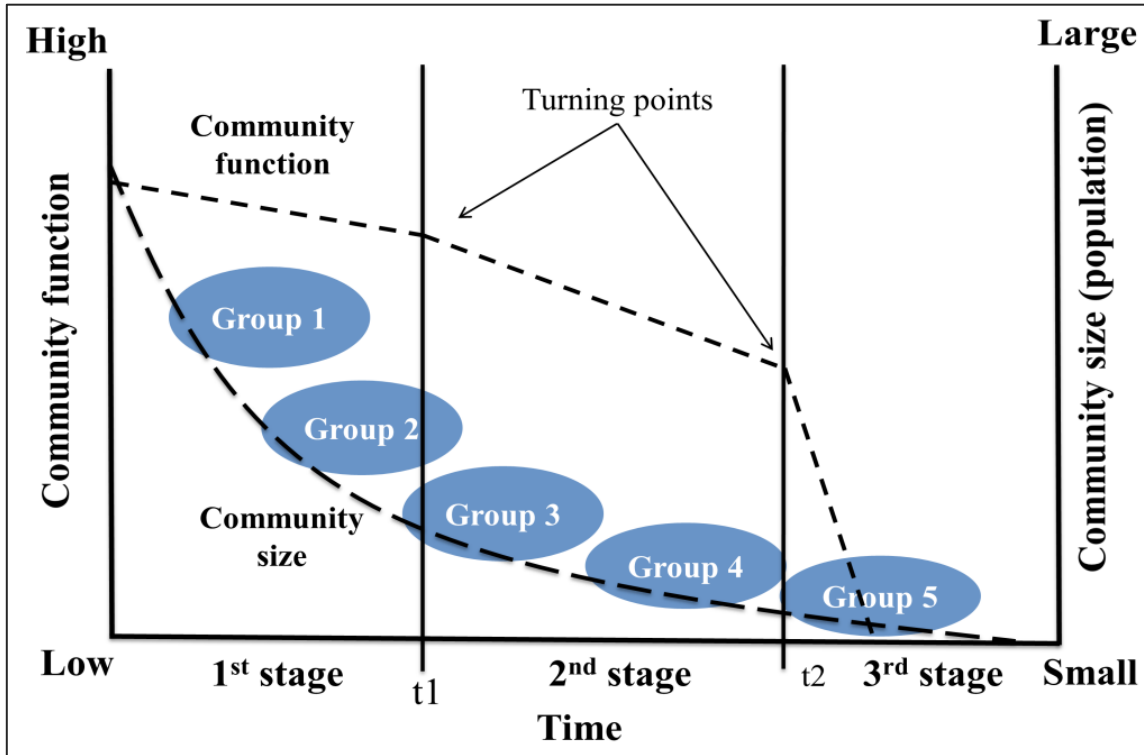 High
Large
Turning points
Community
function
Community function
Community size (population)
Group 1
Group 2
Group 3
Group 4
Group 5
Community
size
Low
1st stage
t1
2nd stage
t2
3rd stage
Small
Time